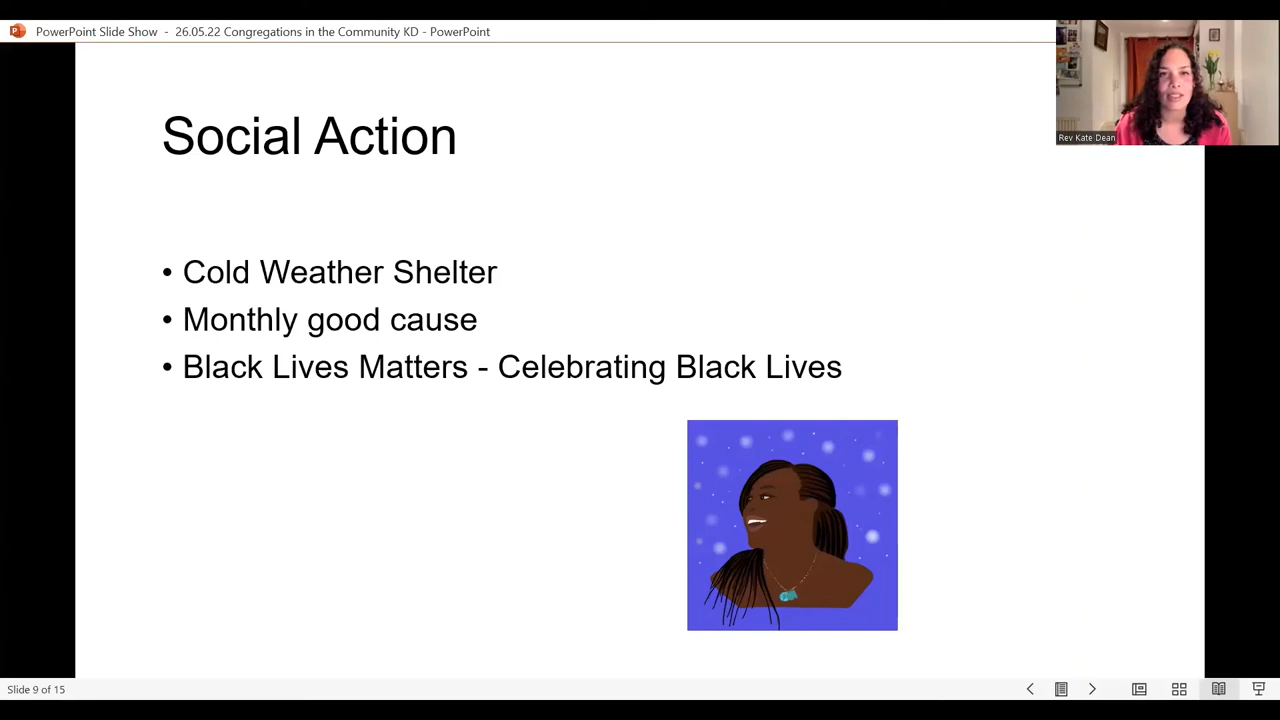 PowerPoint Slide Show - 26.05.22 Congregations in the Community KD - PowerPoint
Rev Kate Dean
Social Action
• Cold Weather Shelter
• Monthly good cause
• Black Lives Matters - Celebrating Black Lives
Slide 9 of 15